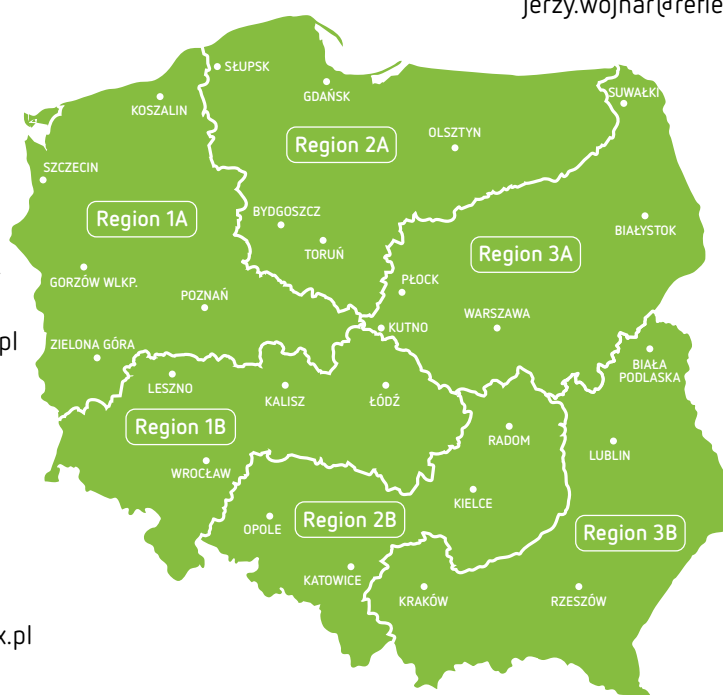 jerzy.wojnar@refle
SŁUPSK
SUWAŁKI
GDAŃSK
KOSZALIN
OLSZTYN
Region 2A
SZCZECIN
BYDGOSZCZ
Region 1A
BIAŁYSTOK
TORUŃ
Region 3A
GORZÓW WLKP.
PŁOCK
POZNAŃ
WARSZAWA
KUTNO
pl
ZIELONA GÓRA
BIAŁA
PODLASKA
LESZNO
KALISZ
ŁÓDŹ
Region 1B
RADOM
LUBLIN
WROCŁAW
KIELCE
Region 2B
OPOLE
Region 3B
KATOWICE
KRAKÓW
RZESZÓW
x.pl